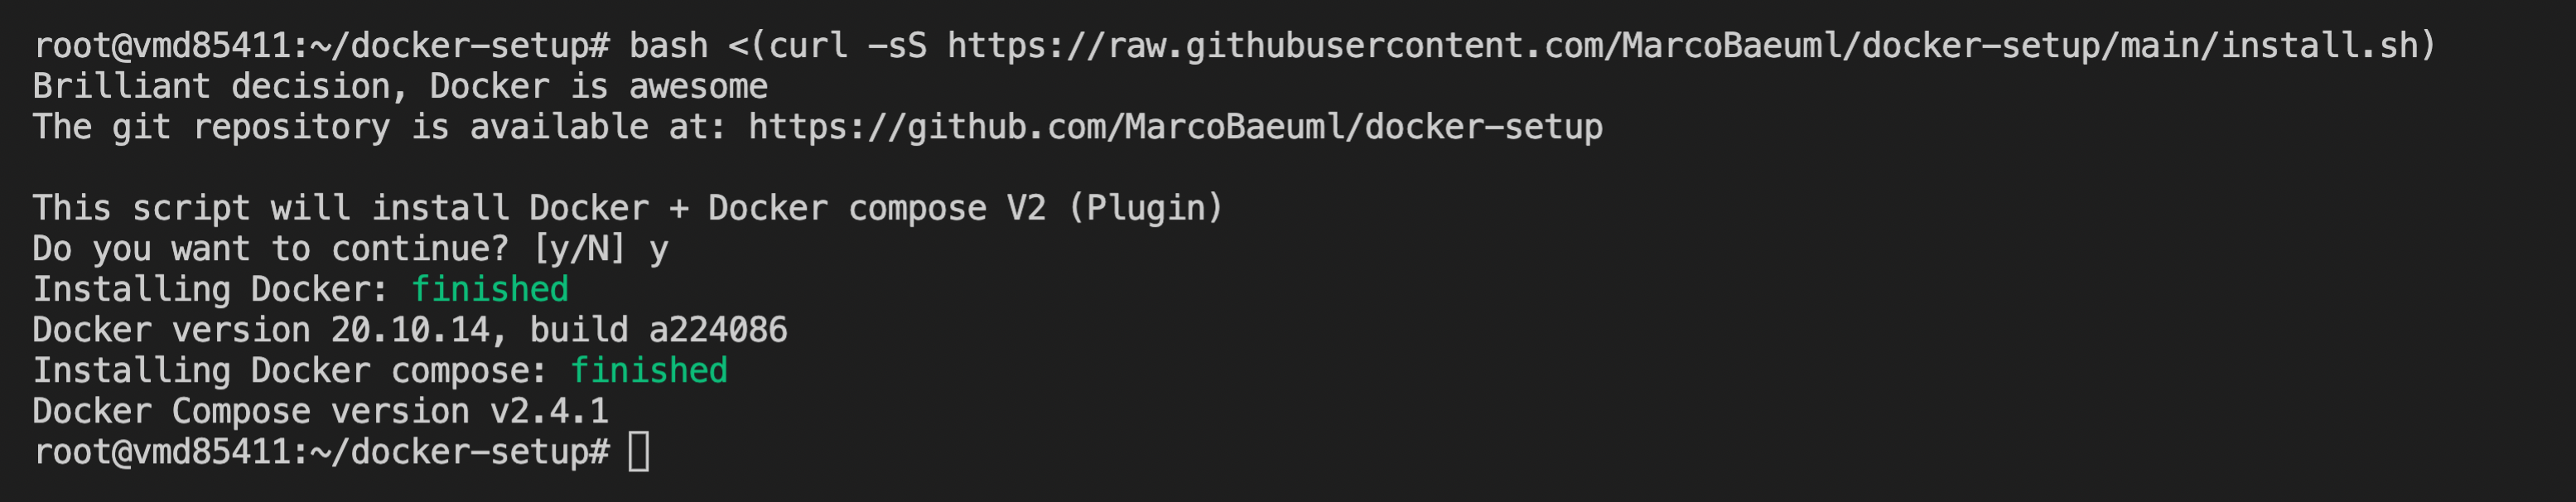 root@vmd85411:~/docker-setup# bash <(curl -sS https://raw.githubusercontent.com/MarcoBaeuml/docker-setup/main/install.sh)
Brilliant decision, Docker is awesome
The git repository is available at: https://github.com/MarcoBaeuml/docker-setup
This script will install Docker + Docker compose V2 (Plugin)
Do you want to continue? [y/N] y
Installing Docker: finished
Docker version 20.10.14, build a224086
Installing Docker compose: finished
Docker Compose version v2.4.1
root@vmd85411:~/docker-setup#